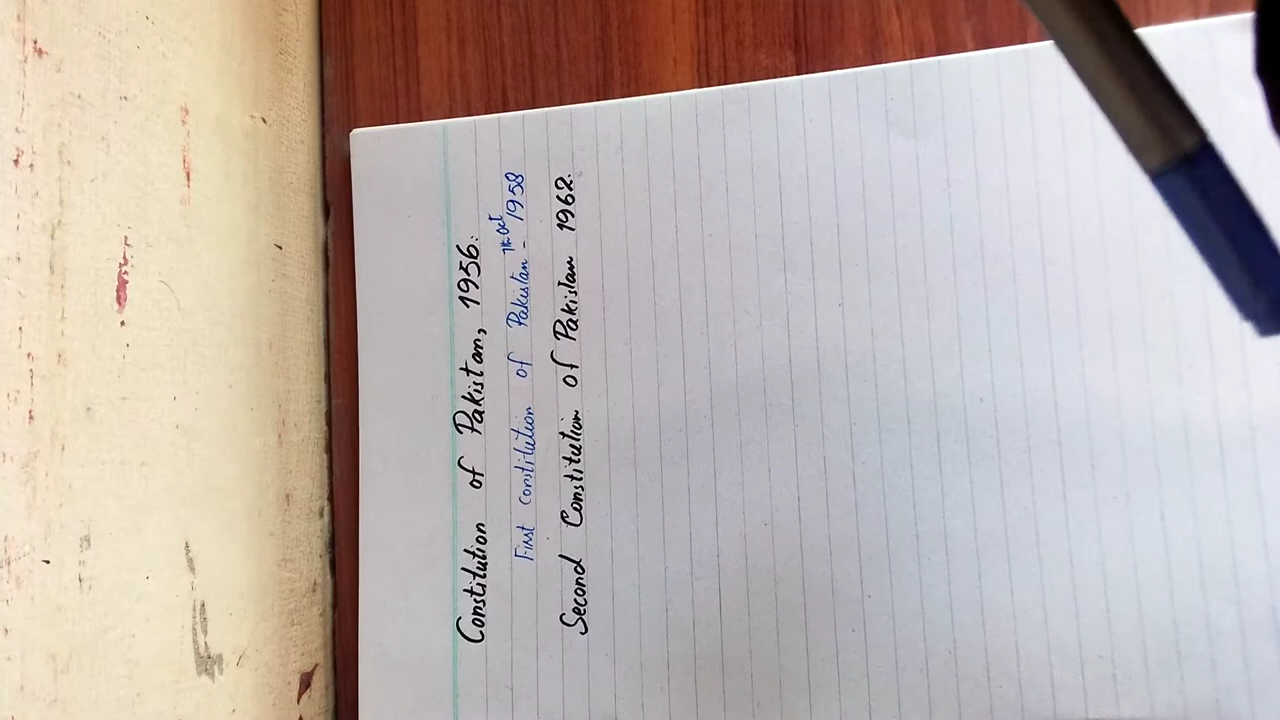 Constitution of Pakistan, 1956.
First constitution of Pakistan - 7th Oct 1958
Second Constitution of Pakistan 1962.